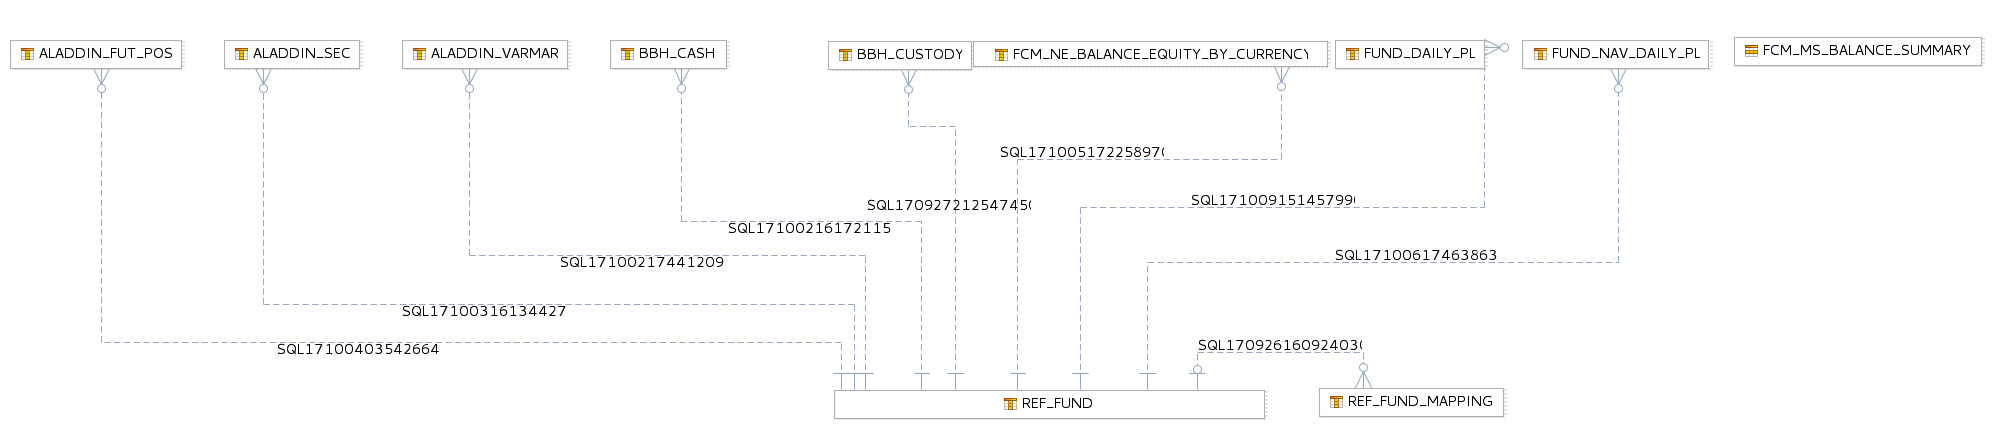 ALADDIN_FUT_POS
ALADDIN_SEC
ALADDIN_VARMAR
BBH_CASH
BBH_CUSTODY
FCM_NE_BALANCE_EQUITY_BY_CURRENCY
FUND_DAILY_PL
FUND_NAV_DAILY_PL
FCM_MS_BALANCE_SUMMARY
SQL17100517225897
SQL17092721254745
SQL17100915145799
SQL17100216172115
SQL17100217441209
SQL17100617463863
SQL17100316134427
SQL17100403542664
SQL17092616092403
REF_FUND
REF_FUND_MAPPING